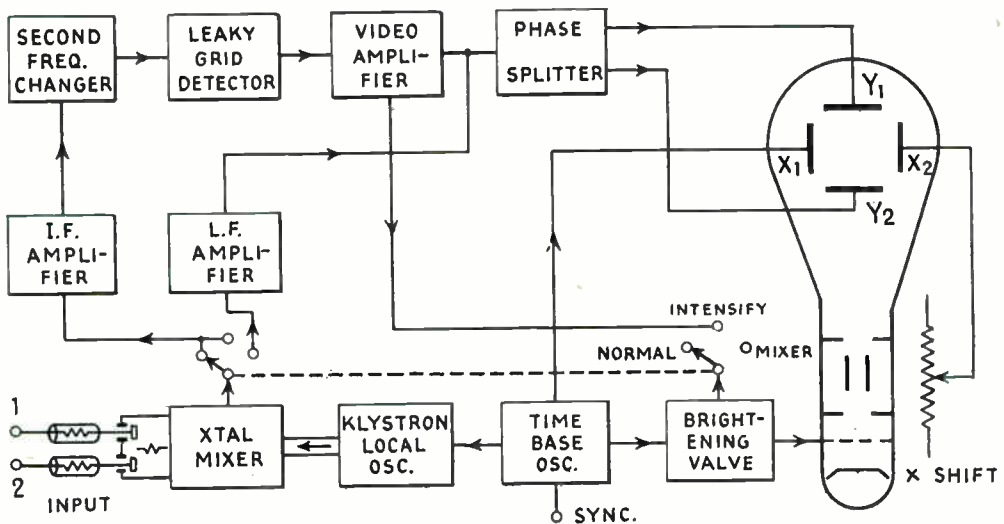 SECOND
FREQ.
CHANGER
LEAKY
GRID
DETECTOR
VIDEO
AMPLI-
FIER
PHASE
SPLITTER
Y1
X1
X2
Y2
I.F.
AMPLI-
FIER
L.F.
AMPLI-
FIER
INTENSIFY
NORMAL
MIXER
1
2
INPUT
XTAL
MIXER
KLYSTRON
LOCAL
OSC.
TIME
BASE
OSC.
BRIGHT-
ENING
VALVE
X SHIFT
SYNC.